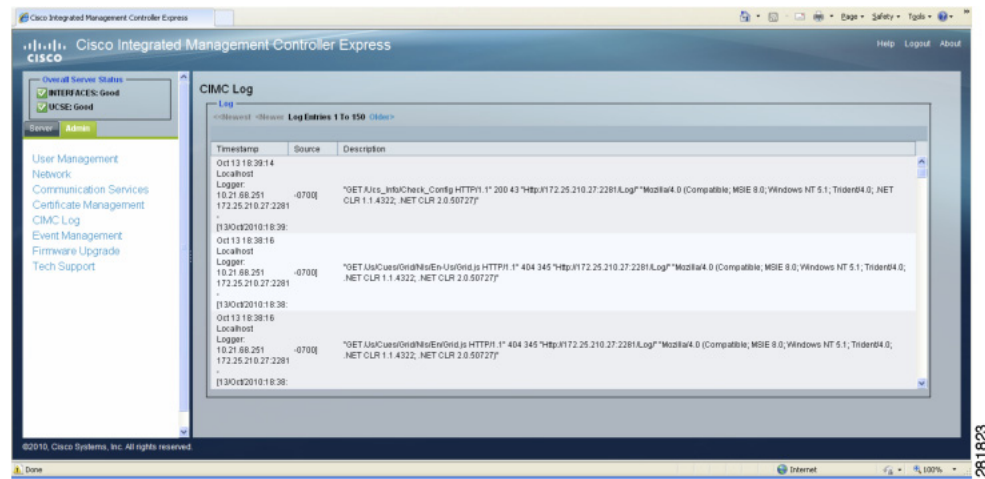 Cisco Integrated Management Controller Express
Page Safety Tools
CISCO
Cisco Integrated Management Controller Express
Help Logout About
Overall Server Status
INTERFACES: Good
UCSE: Good
Server Admin
User Management
Network
Communication Services
Certificate Management
CIMC Log
Event Management
Firmware Upgrade
Tech Support
CIMC Log
Log
<<Newest <Newer Log Entries 1 To 150 Older>
Timestamp Source Description
Oct 13 18:39:14
Localhost
Logger:
10.21.68.251
172.25.210.27:2281
-
[13/Oct/2010:18:39:
-0700]
"GET /Ucs_Info/Check_Config HTTP/1.1" 200 43 "Http://172.25.210.27:2281/Log/" "Mozilla/4.0 (Compatible; MSIE 8.0; Windows NT 5.1; Trident/4.0; .NET
CLR 1.1.4322; .NET CLR 2.0.50727)"
Oct 13 18:38:16
Localhost
Logger:
10.21.68.251
172.25.210.27:2281
-
[13/Oct/2010:18:38:
-0700]
"GET /Js/Cues/Grid/Nls/En-Us/Grid.js HTTP/1.1" 404 345 "Http://172.25.210.27:2281/Log/" "Mozilla/4.0 (Compatible; MSIE 8.0; Windows NT 5.1; Trident/4.0;
.NET CLR 1.1.4322; .NET CLR 2.0.50727)"
Oct 13 18:38:16
Localhost
Logger:
10.21.68.251
172.25.210.27:2281
-
[13/Oct/2010:18:38:
-0700]
"GET /Js/Cues/Grid/Nls/En/Grid.js HTTP/1.1" 404 345 "Http://172.25.210.27:2281/Log/" "Mozilla/4.0 (Compatible; MSIE 8.0; Windows NT 5.1; Trident/4.0;
.NET CLR 1.1.4322; .NET CLR 2.0.50727)"
©2010, Cisco Systems, Inc. All rights reserved.
Done
Internet
100%
281823